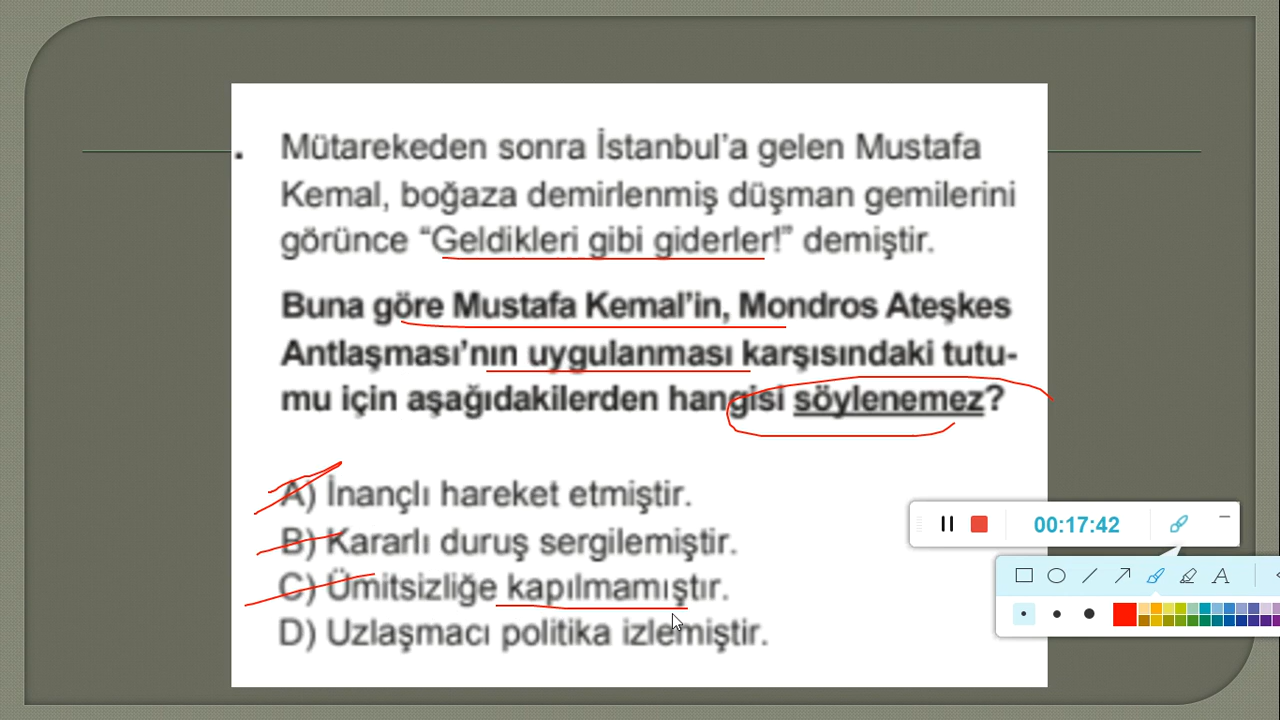 . Mütarekeden sonra İstanbul'a gelen Mustafa
Kemal, boğaza demirlenmiş düşman gemilerini
görünce “Geldikleri gibi giderler!” demiştir.
Buna göre Mustafa Kemal'in, Mondros Ateşkes
Antlaşması'nın uygulanması karşısındaki tutu-
mu için aşağıdakilerden hangisi söylenemez?
A) İnançlı hareket etmiştir.
B) Kararlı duruş sergilemiştir.
C) Ümitsizliğe kapılmamıştır.
D) Uzlaşmacı politika izlemiştir.
00:17:42
A